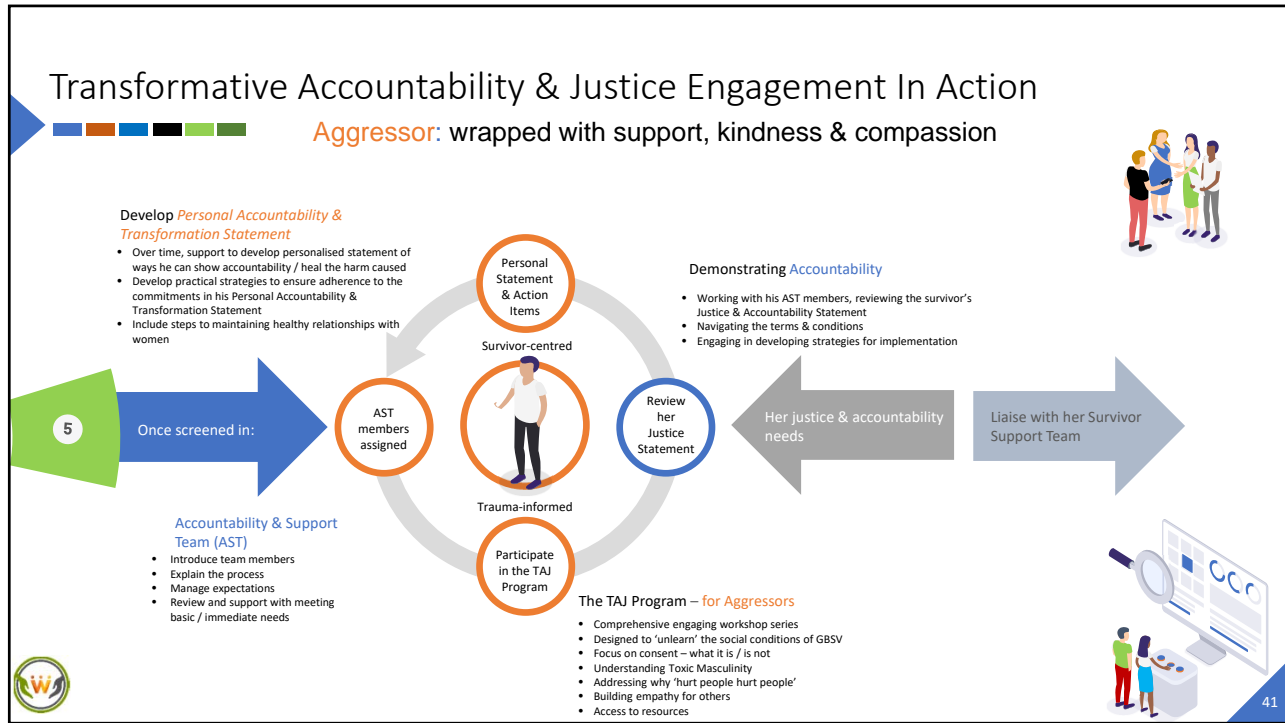 Transformative Accountability & Justice Engagement In Action
Aggressor: wrapped with support, kindness & compassion
Develop Personal Accountability &
Transformation Statement
• Over time, support to develop personalised statement of
ways he can show accountability / heal the harm caused
• Develop practical strategies to ensure adherence to the
commitments in his Personal Accountability &
Transformation Statement
• Include steps to maintaining healthy relationships with
women
Personal
Statement
& Action
Items
Demonstrating Accountability
• Working with his AST members, reviewing the survivor's
Justice & Accountability Statement
• Navigating the terms & conditions
• Engaging in developing strategies for implementation
Survivor-centred
5
Once screened in:
AST
members
assigned
Review
her
Justice
Statement
Her justice & accountability
needs
Liaise with her Survivor
Support Team
Trauma-informed
Accountability & Support
Team (AST)
• Introduce team members
• Explain the process
• Manage expectations
• Review and support with meeting
basic / immediate needs
Participate
in the TAJ
Program
The TAJ Program – for Aggressors
• Comprehensive engaging workshop series
• Designed to 'unlearn' the social conditions of GBSV
• Focus on consent – what it is / is not
• Understanding Toxic Masculinity
• Addressing why 'hurt people hurt people'
• Building empathy for others
• Access to resources
W
41